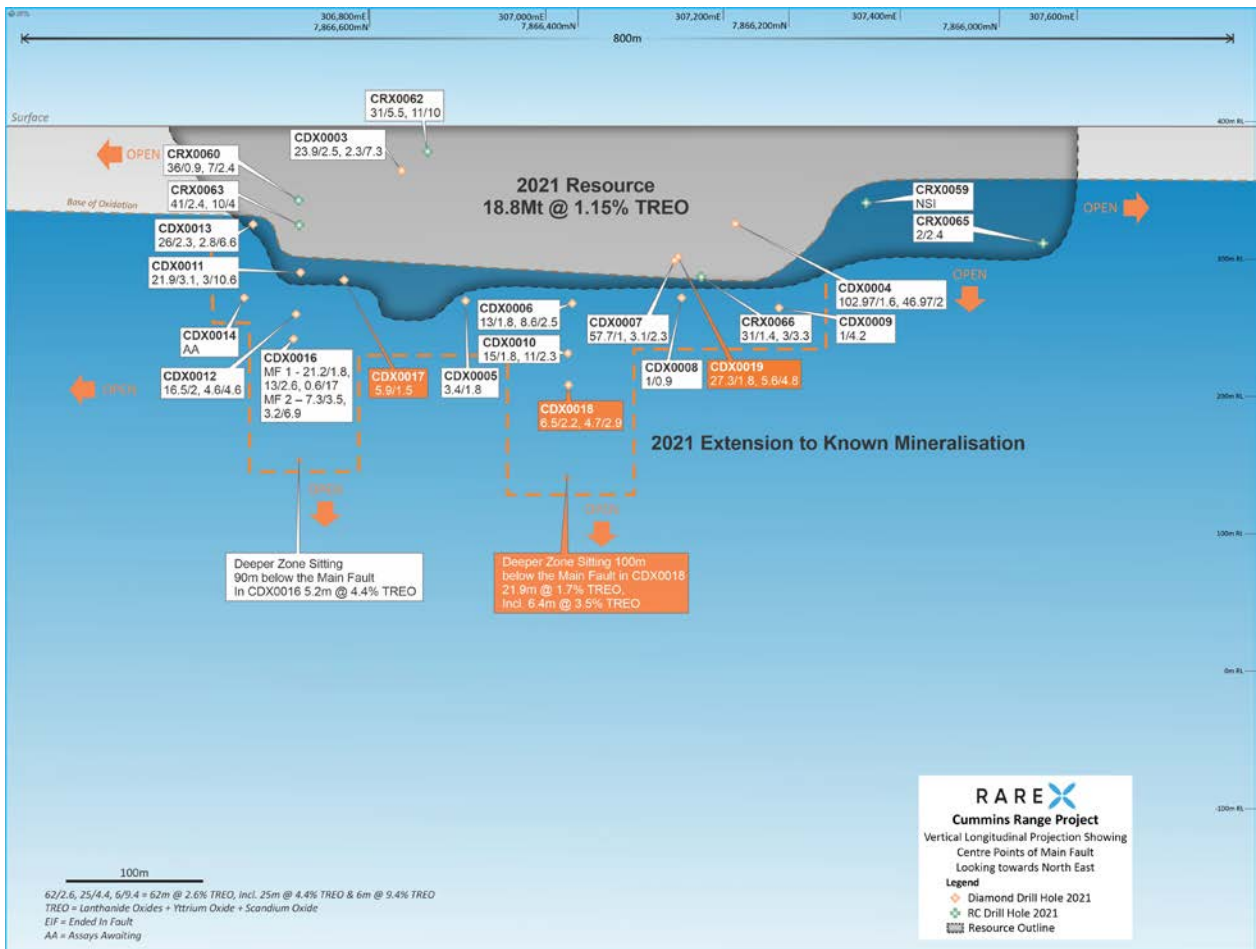 306,800mE
307,000mE
307,200mE
307,400mE
307,600mE
7,866,600mN
7,866,400mN
7,866,200mN
7,866,000mN
800m
Surface
400m RL
CRX0062
31/5.5, 11/10
CDX0003
23.9/2.5, 2.3/7.3
OPEN
CRX0060
36/0.9, 7/2.4
CRX0063
41/2.4, 10/4
2021 Resource
18.8Mt @ 1.15% TREO
CRX0059
NSI
CRX0065
2/2.4
OPEN
Base of Oxidation
CDX0013
26/2.3, 2.8/6.6
300m RL
CDX0011
21.9/3.1, 3/10.6
OPEN
CDX0004
102.97/1.6, 46.97/2
CDX0006
13/1.8, 8.6/2.5
CDX0007
57.7/1, 3.1/2.3
CRX0066
31/1.4, 3/3.3
CDX0009
1/4.2
CDX0014
AA
CDX0010
15/1.8, 11/2.3
CDX0012
16.5/2, 4.6/4.6
CDX0016
MF 1 - 21.2/1.8,
13/2.6, 0.6/17
MF 2 – 7.3/3.5,
3.2/6.9
CDX0017
5.9/1.5
CDX0005
3.4/1.8
CDX0008
1/0.9
CDX0019
27.3/1.8, 5.6/4.8
OPEN
200m RL
CDX0018
6.5/2.2, 4.7/2.9
2021 Extension to Known Mineralisation
OPEN
OPEN
100m RL
Deeper Zone Sitting
90m below the Main Fault
In CDX0016 5.2m @ 4.4% TREO
Deeper Zone Sitting 100m
below the Main Fault in CDX0018
21.9m @ 1.7% TREO,
Incl. 6.4m @ 3.5% TREO
0m RL
-100m RL
RAREX
Cummins Range Project
Vertical Longitudinal Projection Showing
Centre Points of Main Fault
Looking towards North East
Legend
Diamond Drill Hole 2021
RC Drill Hole 2021
Resource Outline
100m
62/2.6, 25/4.4, 6/9.4 = 62m @ 2.6% TREO, Incl. 25m @ 4.4% TREO & 6m @ 9.4% TREO
TREO = Lanthanide Oxides + Yttrium Oxide + Scandium Oxide
EIF = Ended In Fault
AA = Assays Awaiting